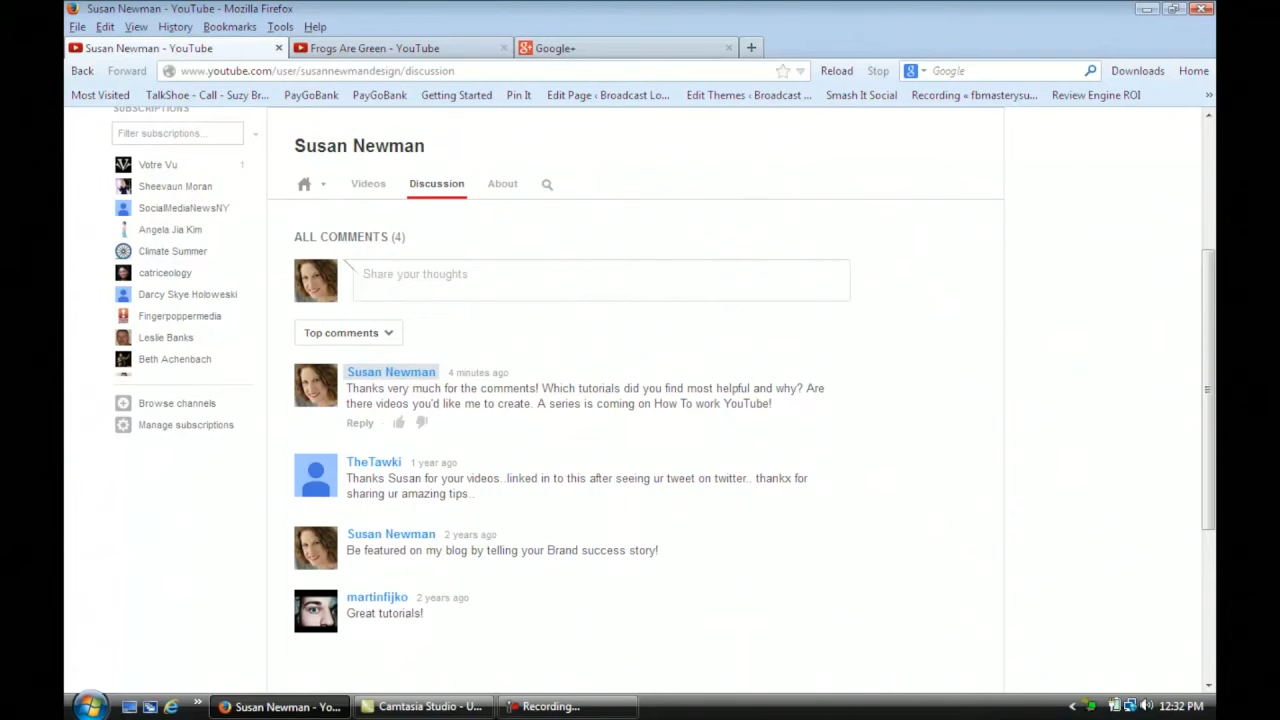 Susan Newman - YouTube - Mozilla Firefox
File Edit View History Bookmarks Tools Help
Susan Newman - YouTube × Frogs Are Green - YouTube × Google+ × +
Back Forward www.youtube.com/user/susannewmandesign/discussion Reload Stop Google Downloads Home
Most Visited TalkShoe - Call - Suzy Br... PayGoBank PayGoBank Getting Started Pin It Edit Page ‹ Broadcast Lo... Edit Themes ‹ Broadcast ... Smash It Social Recording « fbmasterysu... Review Engine ROI »
SUBSCRIPTIONS
Filter subscriptions...
Votre Vu 1
Sheevaun Moran
SocialMediaNewsNY
Angela Jia Kim
Climate Summer
catriceology
Darcy Skye Holoweski
Fingerpoppermedia
Leslie Banks
Beth Achenbach
Browse channels
Manage subscriptions
Susan Newman
Videos Discussion About
ALL COMMENTS (4)
Share your thoughts
Top comments
Susan Newman 4 minutes ago
Thanks very much for the comments! Which tutorials did you find most helpful and why? Are
there videos you'd like me to create. A series is coming on How To work YouTube!
Reply
TheTawki 1 year ago
Thanks Susan for your videos..linked in to this after seeing ur tweet on twitter.. thankx for
sharing ur amazing tips..
Susan Newman 2 years ago
Be featured on my blog by telling your Brand success story!
martinfijko 2 years ago
Great tutorials!
Susan Newman - Yo... Camtasia Studio - U... Recording... 12:32 PM